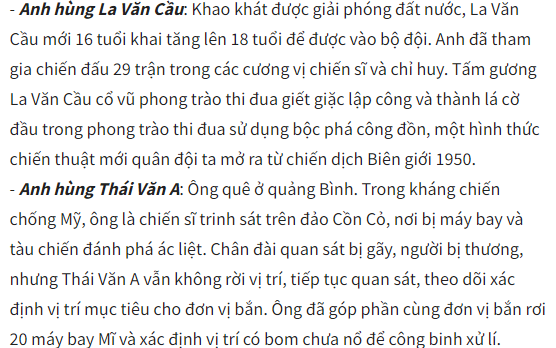 - Anh hùng La Văn Cầu: Khao khát được giải phóng đất nước, La Văn
Cầu mới 16 tuổi khai tăng lên 18 tuổi để được vào bộ đội. Anh đã tham
gia chiến đấu 29 trận trong các cương vị chiến sĩ và chỉ huy. Tấm gương
La Văn Cầu cổ vũ phong trào thi đua giết giặc lập công và thành lá cờ
đầu trong phong trào thi đua sử dụng bộc phá công đồn, một hình thức
chiến thuật mới quân đội ta mở ra từ chiến dịch Biên giới 1950.
- Anh hùng Thái Văn A: Ông quê ở quảng Bình. Trong kháng chiến
chống Mỹ, ông là chiến sĩ trinh sát trên đảo Cồn Cỏ, nơi bị máy bay và
tàu chiến đánh phá ác liệt. Chân đài quan sát bị gãy, người bị thương,
nhưng Thái Văn A vẫn không rời vị trí, tiếp tục quan sát, theo dõi xác
định vị trí mục tiêu cho đơn vị bắn. Ông đã góp phần cùng đơn vị bắn rơi
20 máy bay Mĩ và xác định vị trí có bom chưa nổ để công binh xử lí.